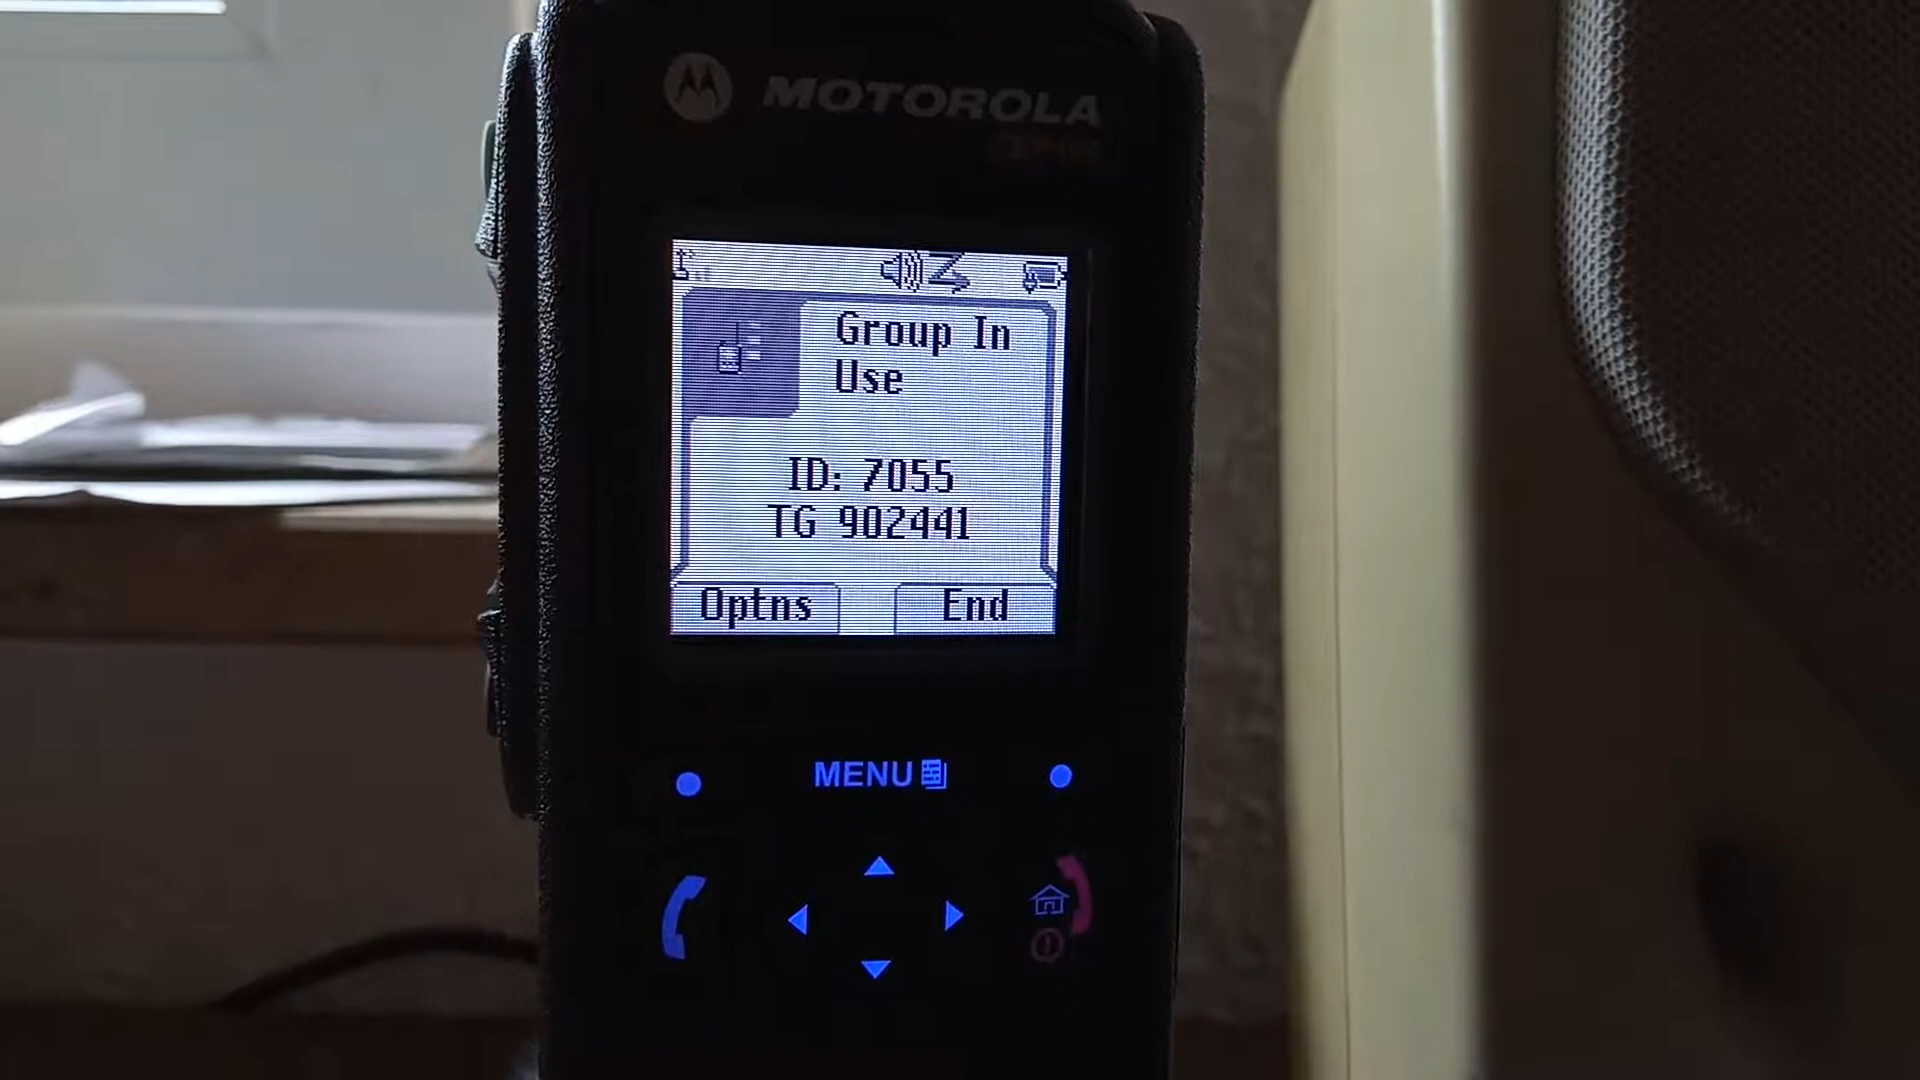 MOTOROLA
Group In
Use
ID: 7055
TG 902441
Optns
End
MENU